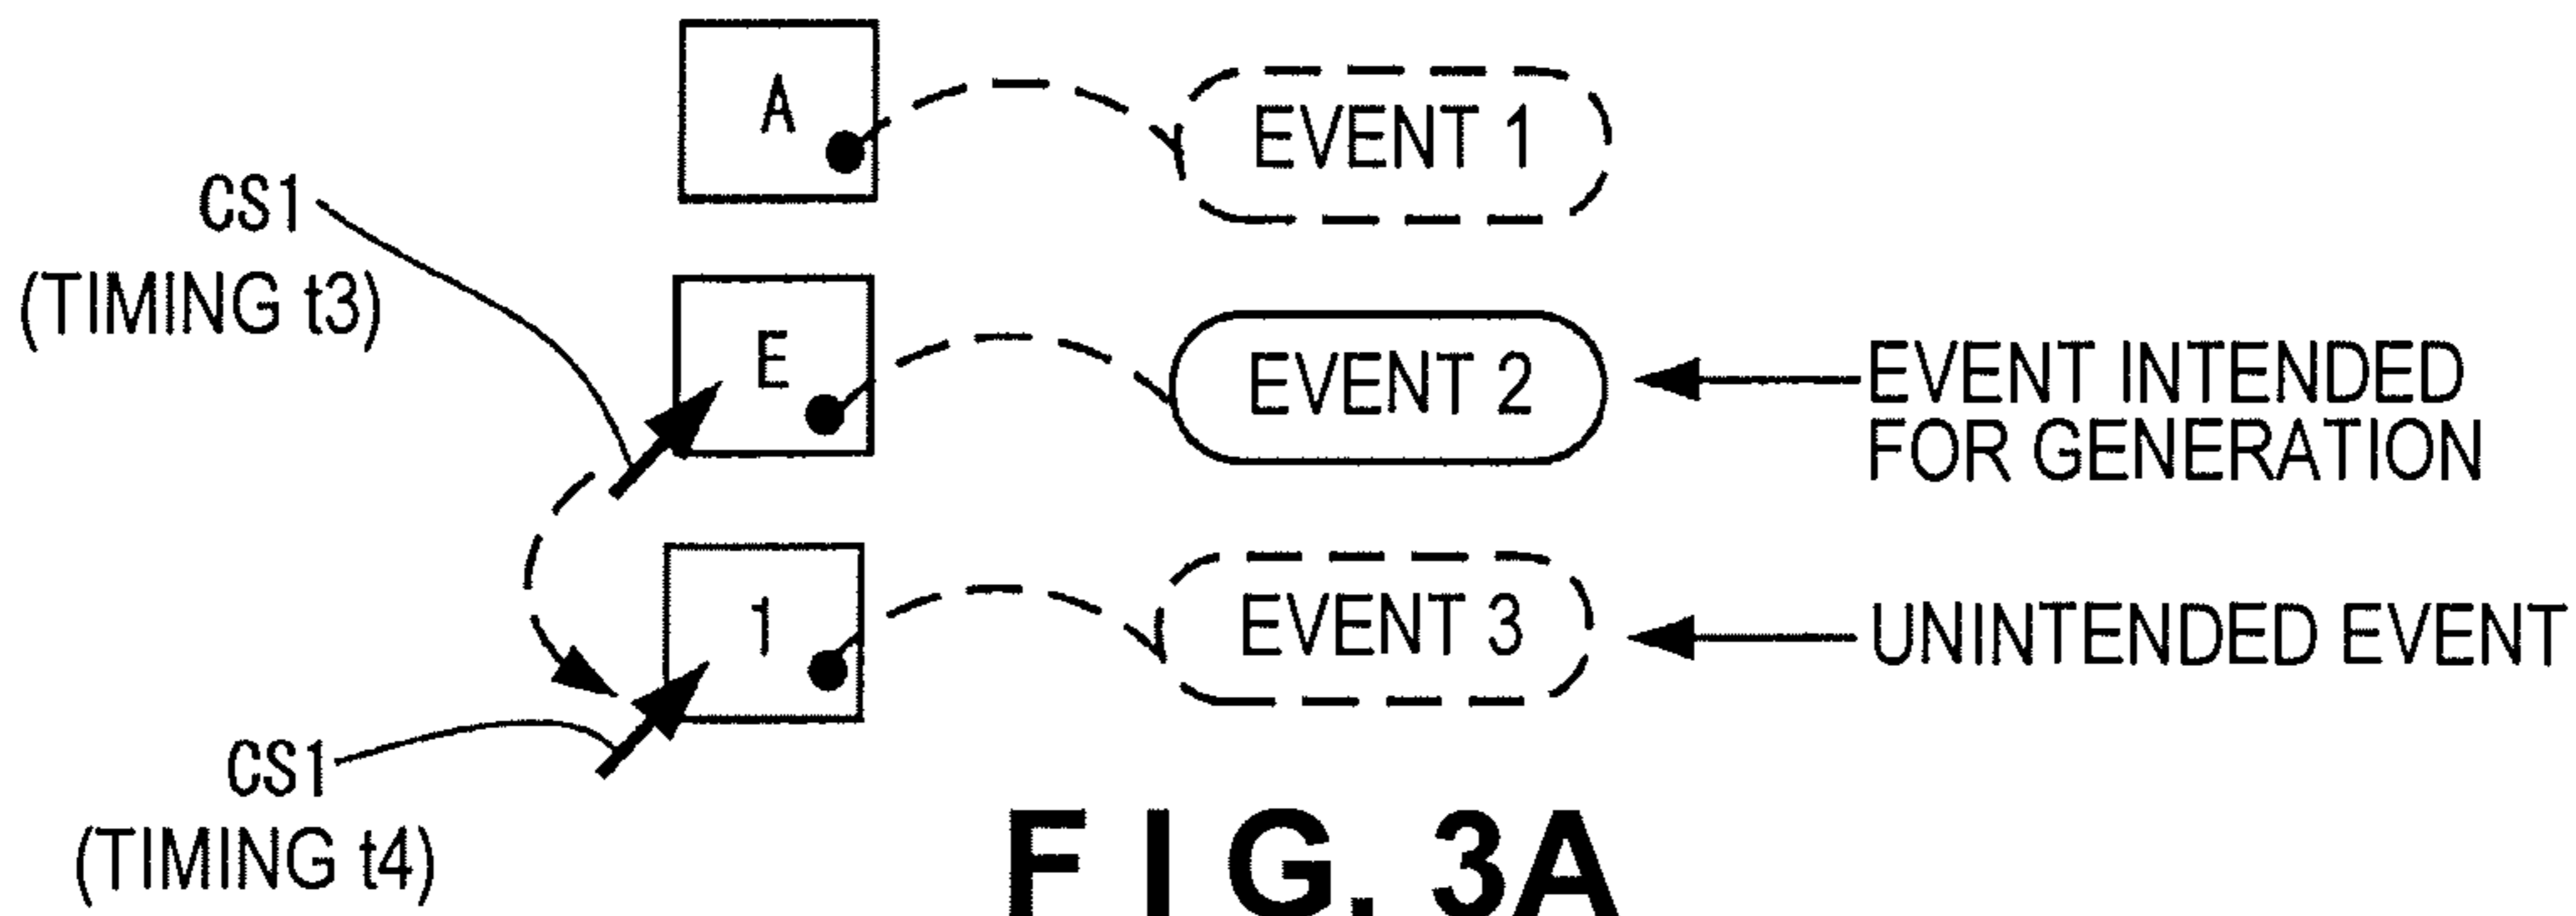 A
EVENT 1
CS1
(TIMING t3)
E
EVENT 2
EVENT INTENDED
FOR GENERATION
1
EVENT 3
UNINTENDED EVENT
CS1
(TIMING t4)
FIG. 3A